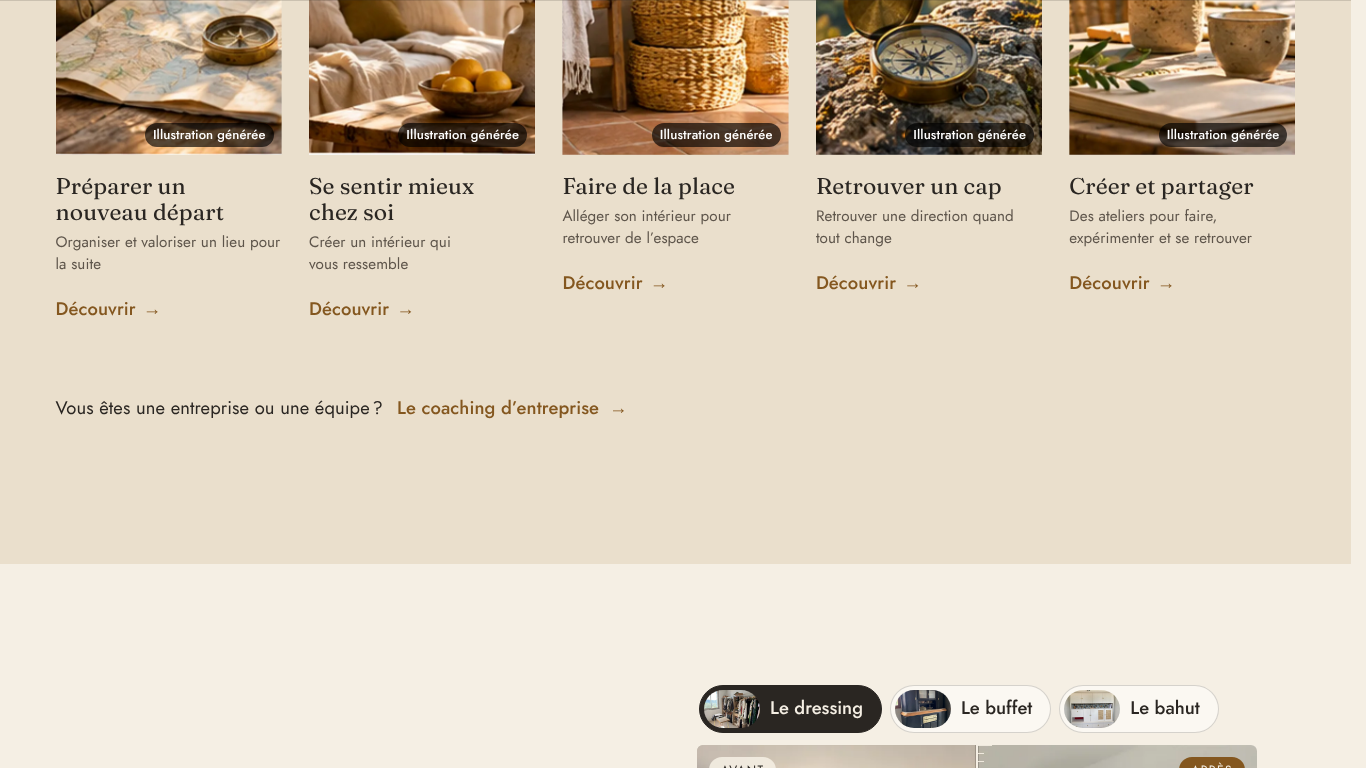 Illustration générée
Illustration générée
Illustration générée
Illustration générée
Illustration générée
Préparer un
nouveau départ
Organiser et valoriser un lieu pour
la suite
Découvrir →
Se sentir mieux
chez soi
Créer un intérieur qui
vous ressemble
Découvrir →
Faire de la place
Alléger son intérieur pour
retrouver de l’espace
Découvrir →
Retrouver un cap
Retrouver une direction quand
tout change
Découvrir →
Créer et partager
Des ateliers pour faire,
expérimenter et se retrouver
Découvrir →
Vous êtes une entreprise ou une équipe ? Le coaching d’entreprise →
Le dressing
Le buffet
Le bahut
AVANT
APRÈS